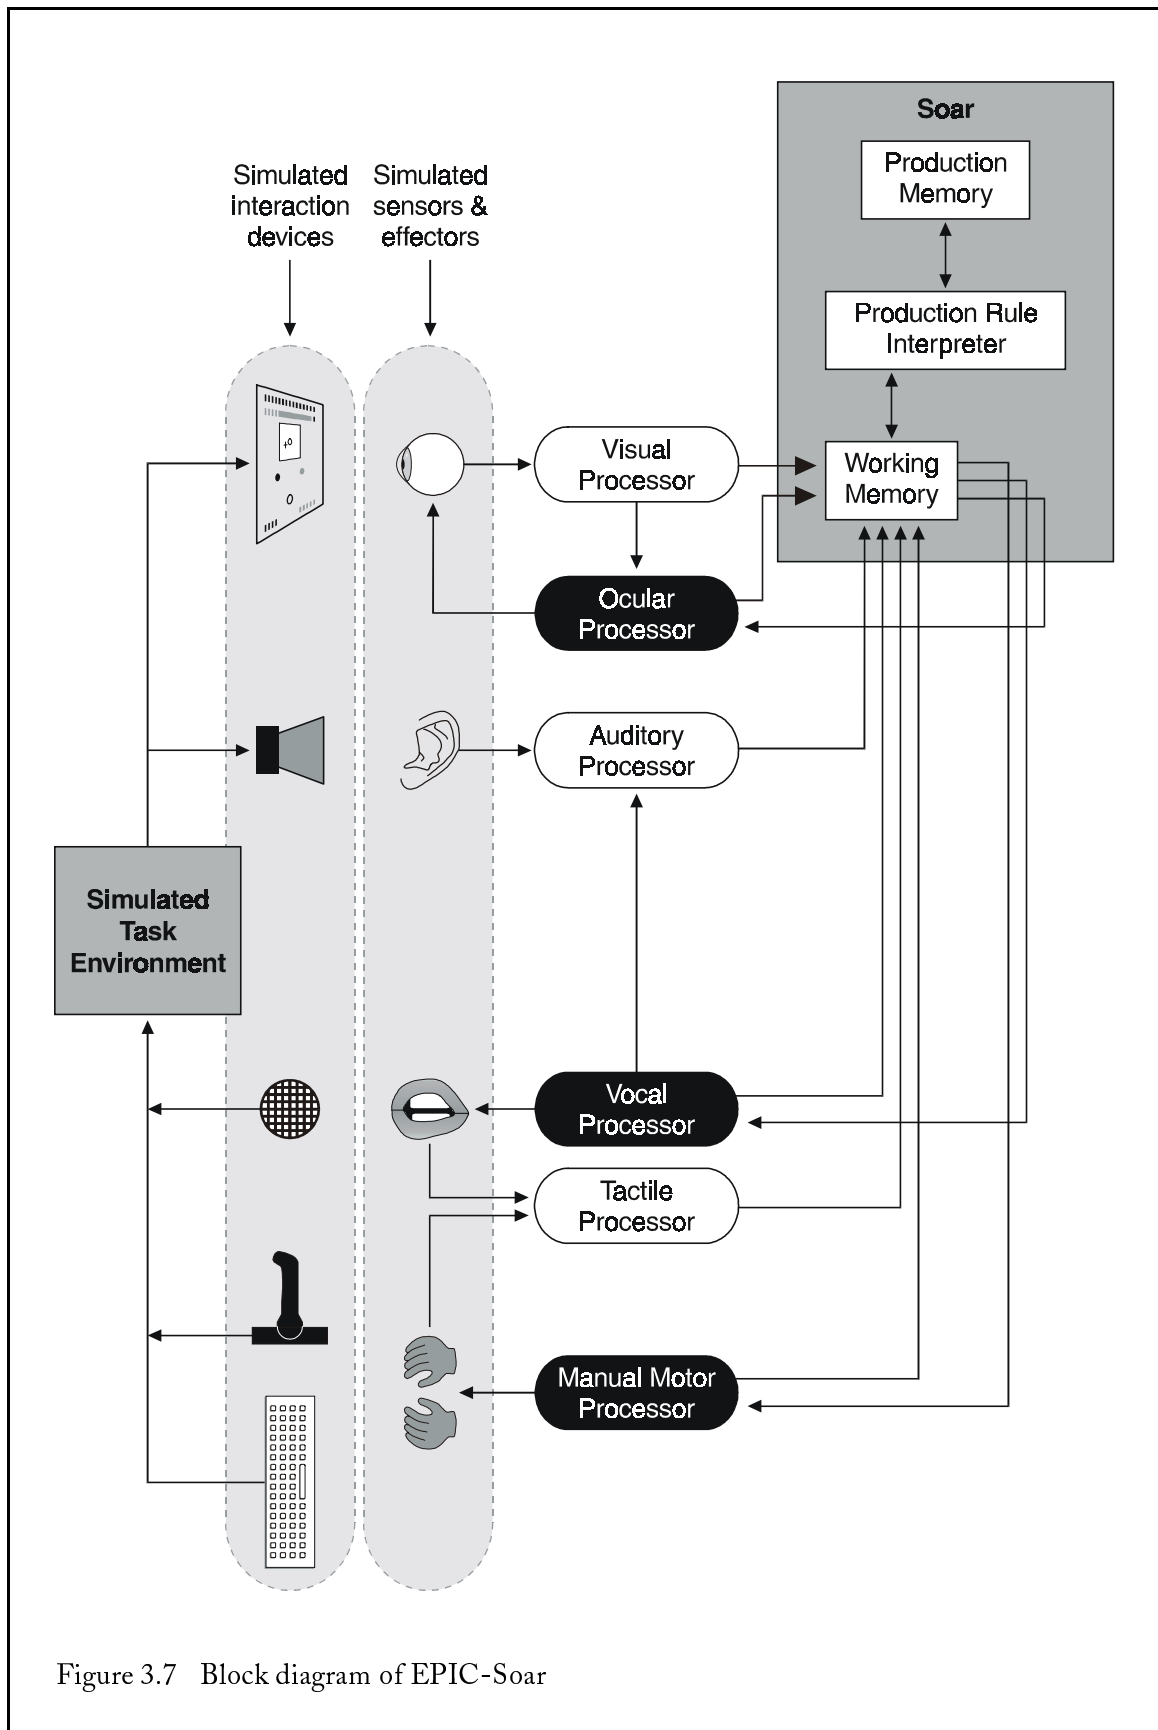 Soar
Production
Memory
Simulated
interaction
devices
Simulated
sensors &
effectors
Production Rule
Interpreter
Visual
Processor
Working
Memory
Ocular
Processor
Auditory
Processor
Simulated
Task
Environment
Vocal
Processor
Tactile
Processor
Manual Motor
Processor
Figure 3.7 Block diagram of EPIC-Soar